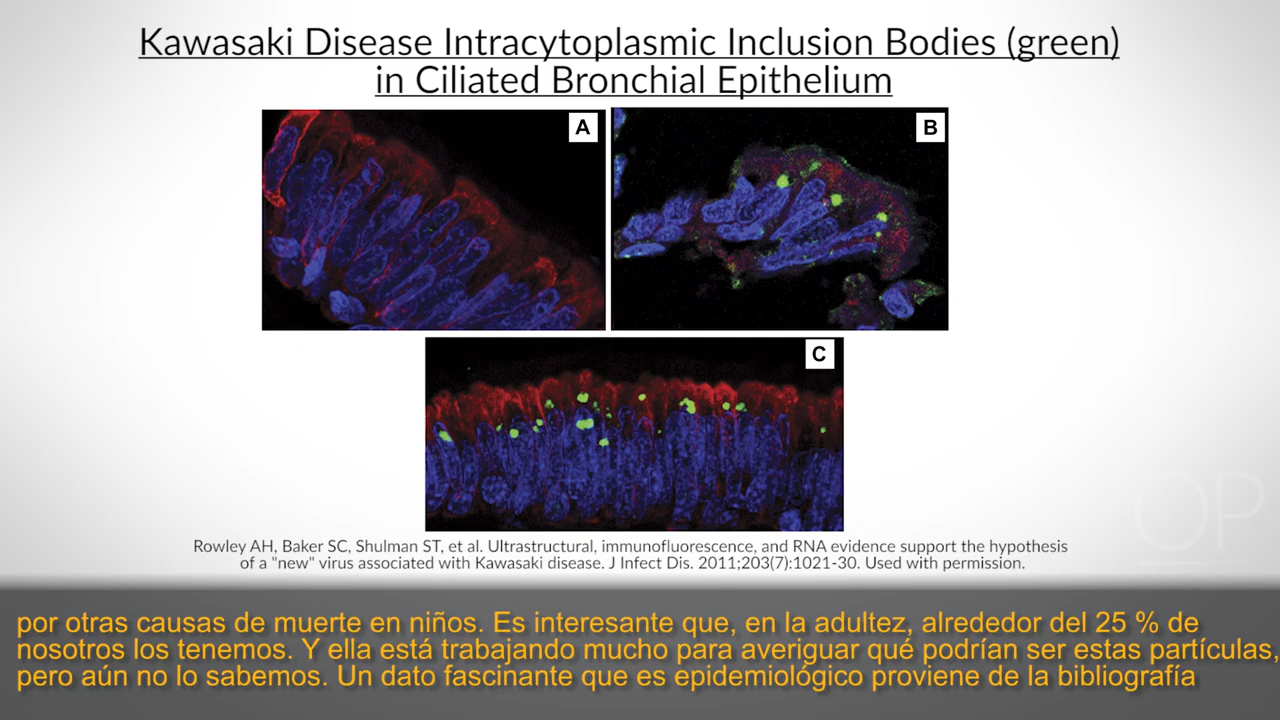 Kawasaki Disease Intracytoplasmic Inclusion Bodies (green)
in Ciliated Bronchial Epithelium
A
B
C
OP
Rowley AH, Baker SC, Shulman ST, et al. Ultrastructural, immunofluorescence, and RNA evidence support the hypothesis
of a "new" virus associated with Kawasaki disease. J Infect Dis. 2011;203(7):1021-30. Used with permission.
por otras causas de muerte en niños. Es interesante que, en la adultez, alrededor del 25 % de
nosotros los tenemos. Y ella está trabajando mucho para averiguar qué podrían ser estas partículas,
pero aún no lo sabemos. Un dato fascinante que es epidemiológico proviene de la bibliografía